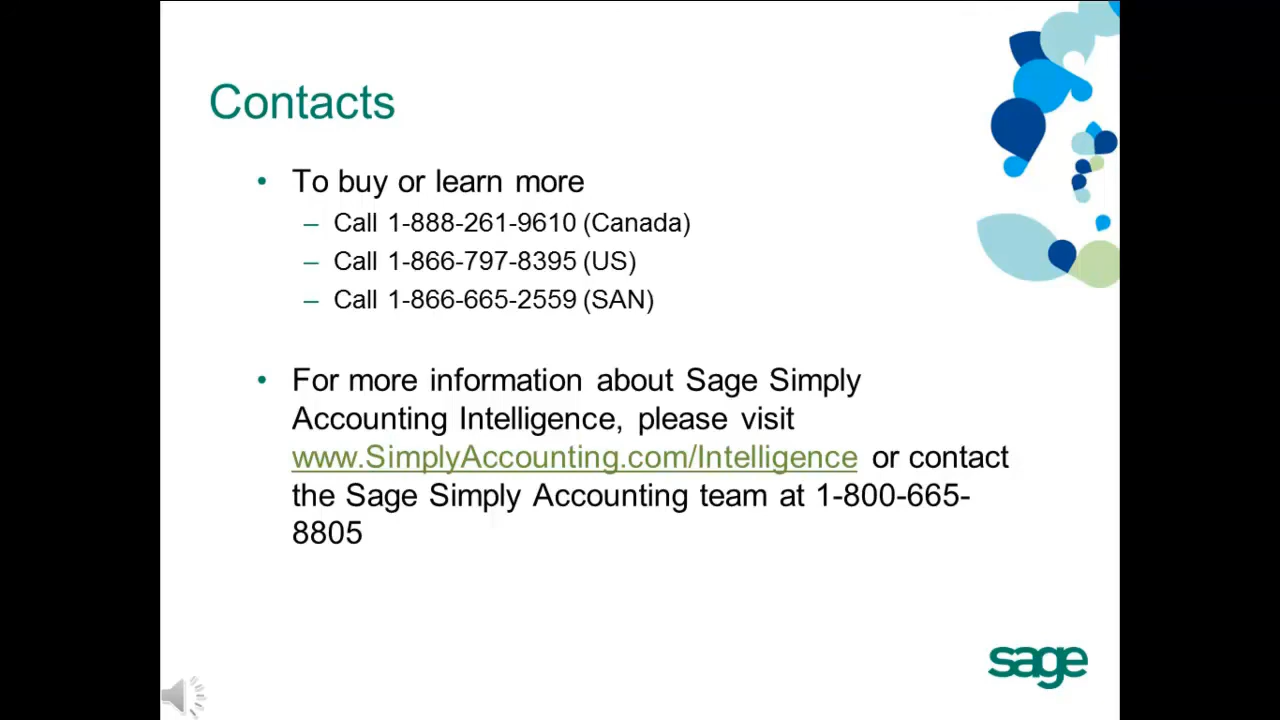 Contacts
• To buy or learn more
– Call 1-888-261-9610 (Canada)
– Call 1-866-797-8395 (US)
– Call 1-866-665-2559 (SAN)
• For more information about Sage Simply
Accounting Intelligence, please visit
www.SimplyAccounting.com/Intelligence or contact
the Sage Simply Accounting team at 1-800-665-
8805
sage